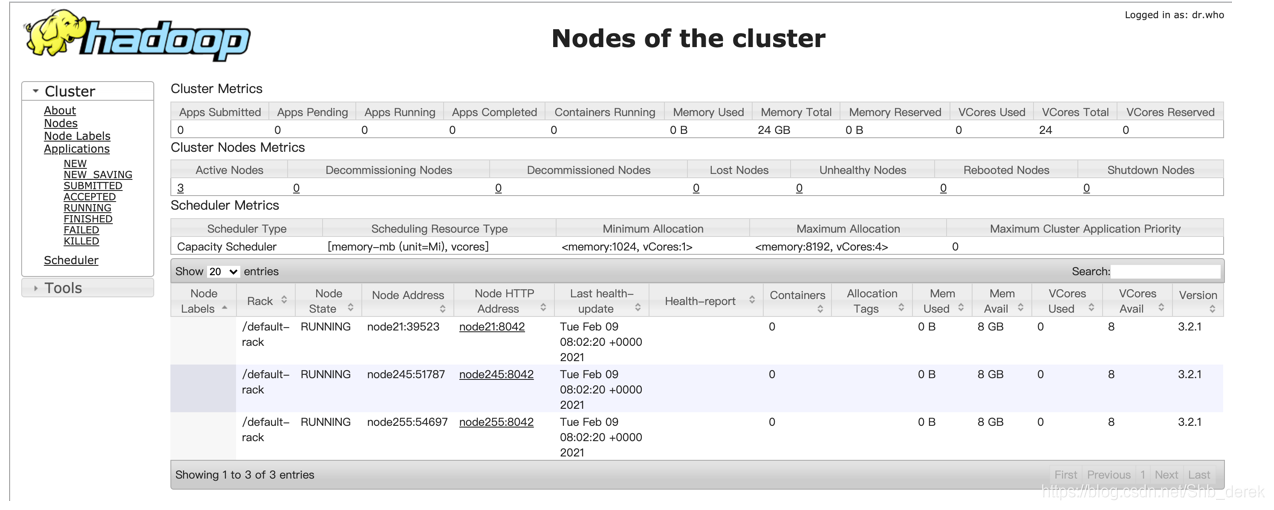 Logged in as: dr.who
hadoop
Nodes of the cluster
Cluster
About
Nodes
Node Labels
Applications
NEW
NEW_SAVING
SUBMITTED
ACCEPTED
RUNNING
FINISHED
FAILED
KILLED
Scheduler
Tools
Cluster Metrics
Apps Submitted Apps Pending Apps Running Apps Completed Containers Running Memory Used Memory Total Memory Reserved VCores Used VCores Total VCores Reserved
0 0 0 0 0 0 B 24 GB 0 B 0 24 0
Cluster Nodes Metrics
Active Nodes Decommissioning Nodes Decommissioned Nodes Lost Nodes Unhealthy Nodes Rebooted Nodes Shutdown Nodes
3 0 0 0 0 0 0
Scheduler Metrics
Scheduler Type Scheduling Resource Type Minimum Allocation Maximum Allocation Maximum Cluster Application Priority
Capacity Scheduler [memory-mb (unit=Mi), vcores] <memory:1024, vCores:1> <memory:8192, vCores:4> 0
Show 20 entries Search:
Node Rack Node Node Address Node HTTP Last health- Health-report Containers Allocation Mem Mem VCores VCores Version
Labels State Address update Tags Used Avail Used Avail
/default- RUNNING node21:39523 node21:8042 Tue Feb 09 0 0 B 8 GB 0 8 3.2.1
rack 08:02:20 +0000
2021
/default- RUNNING node245:51787 node245:8042 Tue Feb 09 0 0 B 8 GB 0 8 3.2.1
rack 08:02:20 +0000
2021
/default- RUNNING node255:54697 node255:8042 Tue Feb 09 0 0 B 8 GB 0 8 3.2.1
rack 08:02:20 +0000
2021
Showing 1 to 3 of 3 entries First Previous 1 Next Last
https://blog.csdn.net/Shb_derek